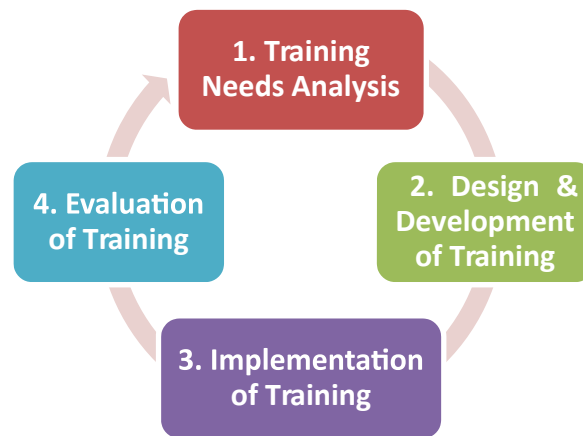 1. Training
Needs Analysis
2. Design &
Development
of Training
3. Implementation
of Training
4. Evaluation
of Training